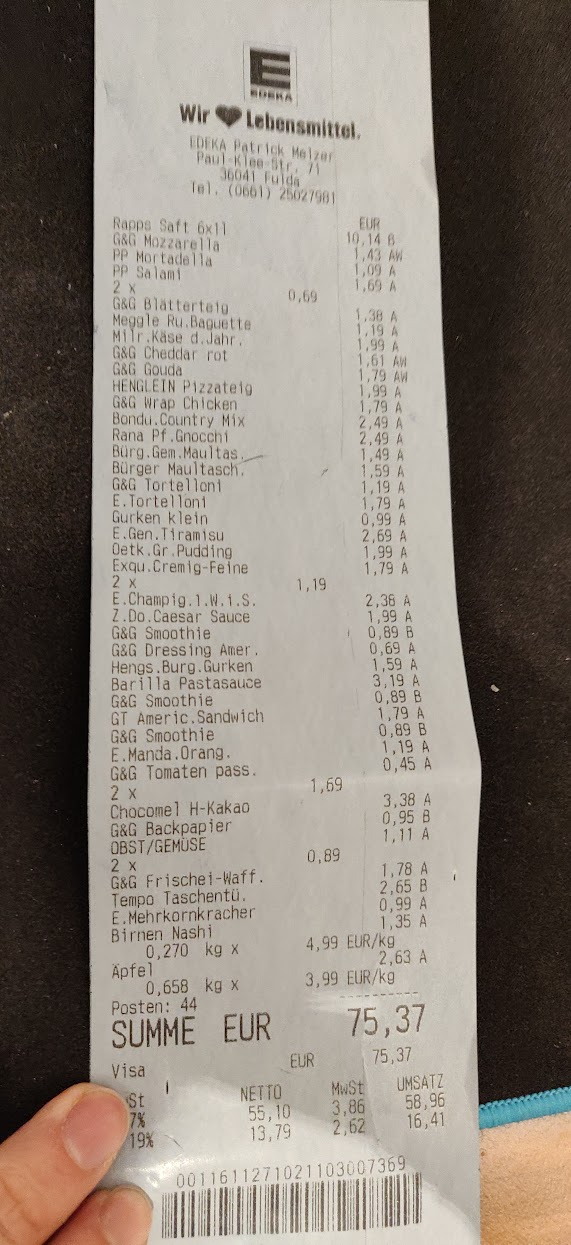 E
EDEKA
Wir ❤ Lebensmittel.
EDEKA Patrick Melzer
Paul-Klee-Str. 71
36041 Fulda
Tel. (0661) 25027981
EUR
Rapps Saft 6x1l 10,14 B
G&G Mozzarella 1,43 AW
PP Mortadella 1,09 A
PP Salami 1,69 A
2 x 0,69
G&G Blätterteig 1,38 A
Meggle Ru.Baguette 1,19 A
Milr.Käse d.Jahr. 1,99 A
G&G Cheddar rot 1,61 AW
G&G Gouda 1,79 AW
HENGLEIN Pizzateig 1,99 A
G&G Wrap Chicken 1,79 A
Bondu.Country Mix 2,49 A
Rana Pf.Gnocchi 2,49 A
Bürg.Gem.Maultas. 1,49 A
Bürger Maultasch. 1,59 A
G&G Tortelloni 1,19 A
E.Tortelloni 1,79 A
Gurken klein 0,99 A
E.Gen.Tiramisu 2,69 A
Oetk.Gr.Pudding 1,99 A
Exqu.Cremig-Feine 1,79 A
2 x 1,19
E.Champig.1.W.i.S. 2,38 A
Z.Do.Caesar Sauce 1,99 A
G&G Smoothie 0,89 B
G&G Dressing Amer. 0,69 A
Hengs.Burg.Gurken 1,59 A
Barilla Pastasauce 3,19 A
G&G Smoothie 0,89 B
GT Americ.Sandwich 1,79 A
G&G Smoothie 0,89 B
E.Manda.Orang. 1,19 A
G&G Tomaten pass. 0,45 A
2 x 1,69
Chocomel H-Kakao 3,38 A
G&G Backpapier 0,95 B
OBST/GEMÜSE 1,11 A
2 x 0,89
G&G Frischei-Waff. 1,78 A
Tempo Taschentü. 2,65 B
E.Mehrkornkracher 0,99 A
Birnen Nashi 1,35 A
0,270 kg x 4,99 EUR/kg
Äpfel 2,63 A
0,658 kg x 3,99 EUR/kg
Posten: 44
SUMME EUR 75,37
Visa EUR 75,37
St NETTO MwSt UMSATZ
7% 55,10 3,86 58,96
19% 13,79 2,62 16,41
0011611271021103007369